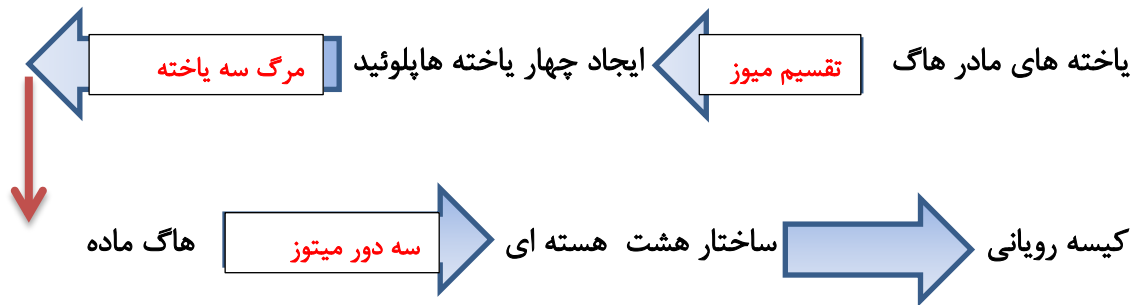 یاخته های مادر هاگ تقسیم میوز ایجاد چهار یاخته هاپلوئید مرگ سه یاخته
هاگ ماده سه دور میتوز ساختار هشت هسته ای کیسه رویانی